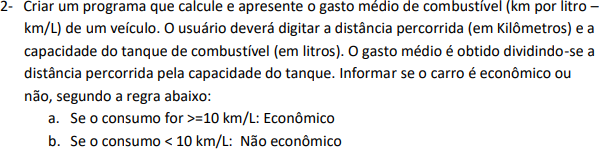 2- Criar um programa que calcule e apresente o gasto médio de combustível (km por litro –
km/L) de um veículo. O usuário deverá digitar a distância percorrida (em Kilômetros) e a
capacidade do tanque de combustível (em litros). O gasto médio é obtido dividindo-se a
distância percorrida pela capacidade do tanque. Informar se o carro é econômico ou
não, segundo a regra abaixo:
a. Se o consumo for >=10 km/L: Econômico
b. Se o consumo < 10 km/L: Não econômico